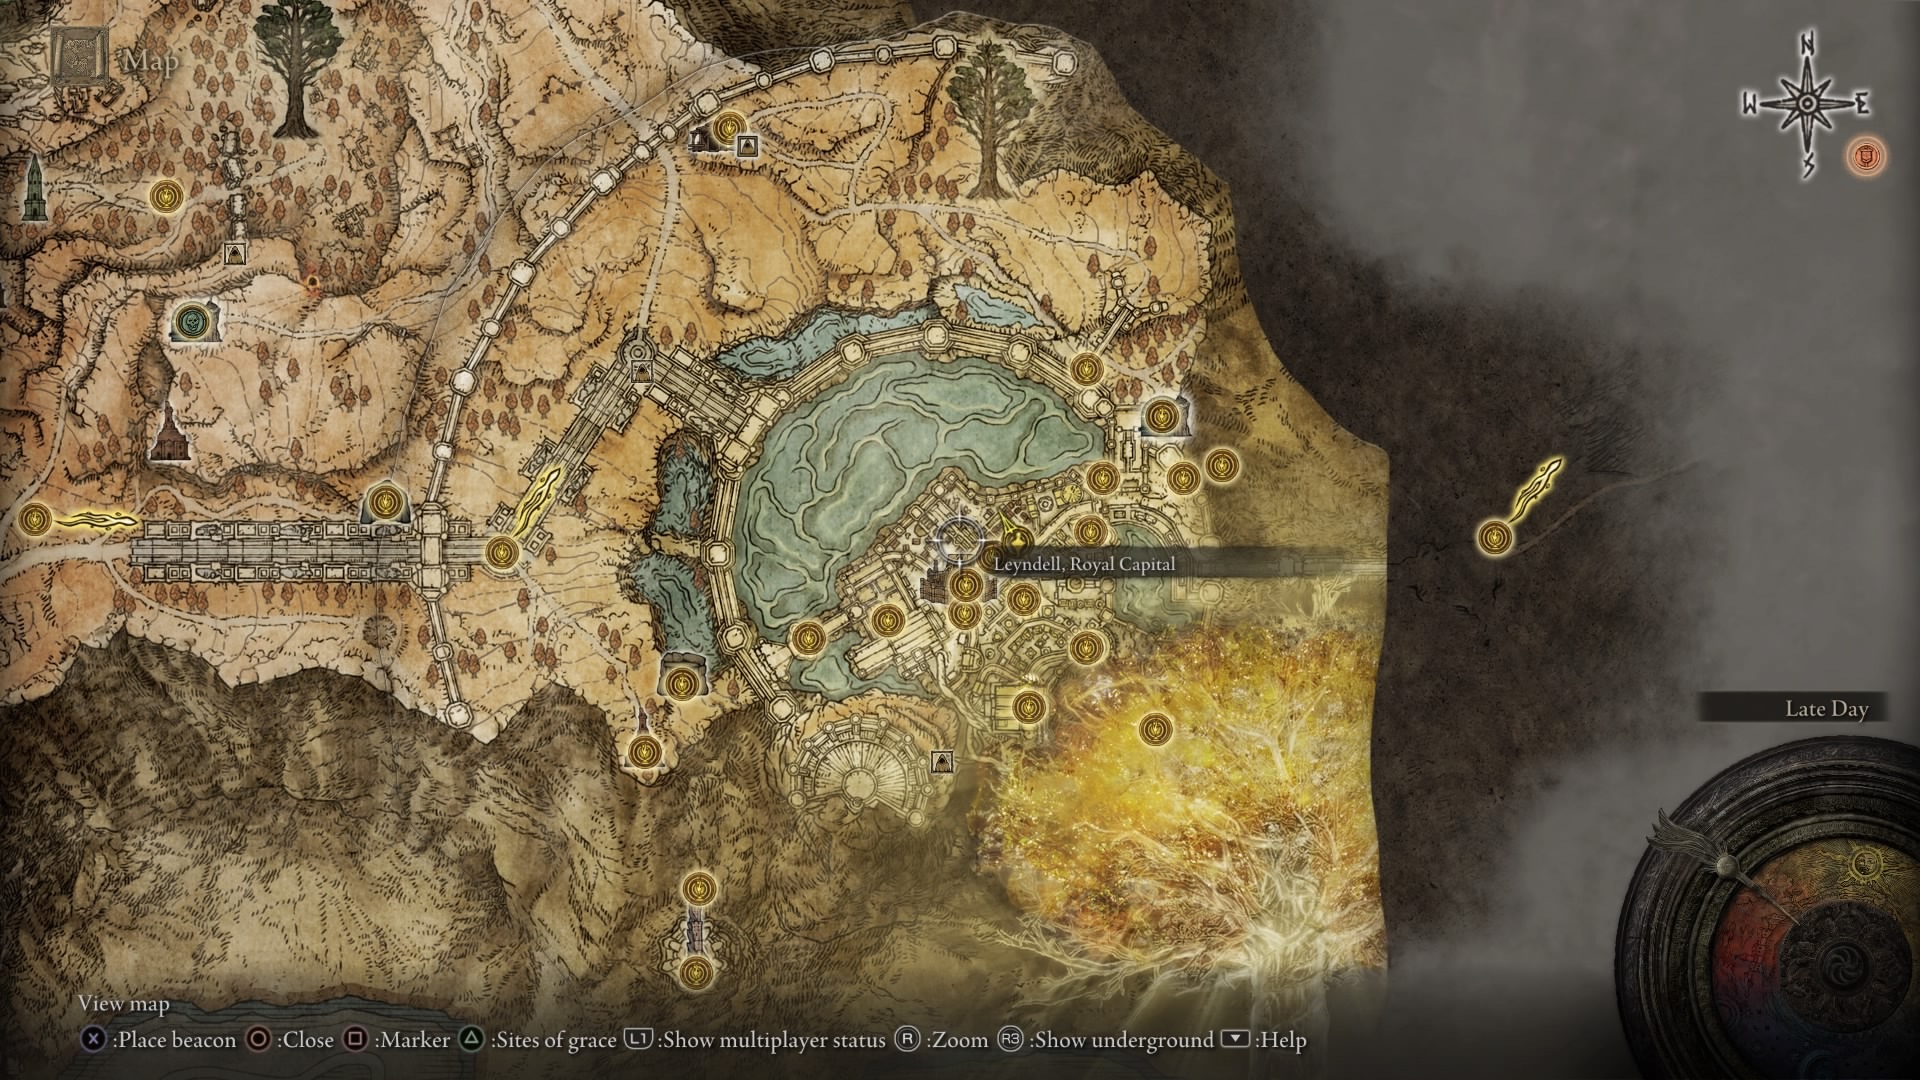 Map
N
W E
S
Leyndell, Royal Capital
Late Day
View map
X :Place beacon :Close :Marker :Sites of grace L1 :Show multiplayer status R :Zoom R3 :Show underground :Help